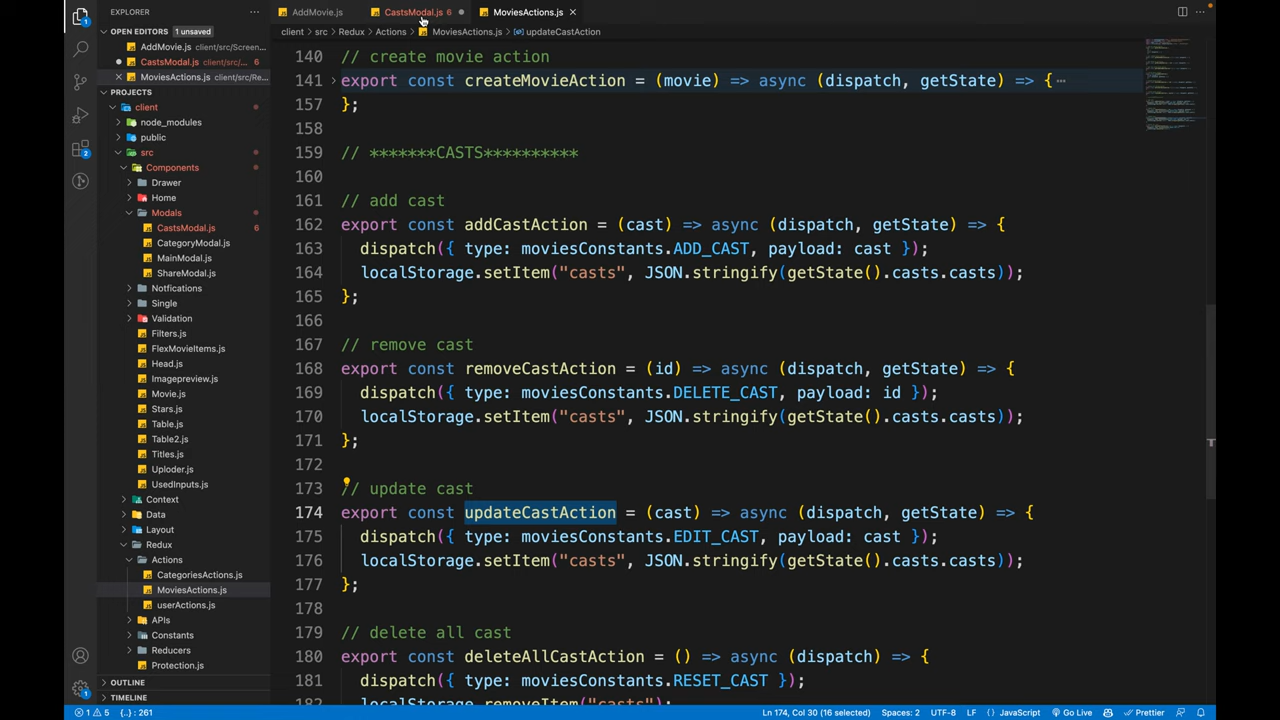 EXPLORER
AddMovie.js
CastsModal.js 6
MoviesActions.js
OPEN EDITORS 1 unsaved
client > src > Redux > Actions > MoviesActions.js > updateCastAction
AddMovie.js client/src/Screen...
CastsModal.js client/src/... 6
MoviesActions.js client/src/Re...
PROJECTS
client
node_modules
public
src
Components
Drawer
Home
Modals
CastsModal.js 6
CategoryModal.js
MainModal.js
ShareModal.js
Notfications
Single
Validation
Filters.js
FlexMovieItems.js
Head.js
Imagepreview.js
Movie.js
Stars.js
Table.js
Table2.js
Titles.js
Uploder.js
UsedInputs.js
Context
Data
Layout
Redux
Actions
CategoriesActions.js
MoviesActions.js
userActions.js
APIs
Constants
Reducers
Protection.js
OUTLINE
TIMELINE
140 // create movie action
141 export const createMovieAction = (movie) => async (dispatch, getState) => {
157 };
158
159 // *******CASTS**********
160
161 // add cast
162 export const addCastAction = (cast) => async (dispatch, getState) => {
163 dispatch({ type: moviesConstants.ADD_CAST, payload: cast });
164 localStorage.setItem("casts", JSON.stringify(getState().casts.casts));
165 };
166
167 // remove cast
168 export const removeCastAction = (id) => async (dispatch, getState) => {
169 dispatch({ type: moviesConstants.DELETE_CAST, payload: id });
170 localStorage.setItem("casts", JSON.stringify(getState().casts.casts));
171 };
172
173 // update cast
174 export const updateCastAction = (cast) => async (dispatch, getState) => {
175 dispatch({ type: moviesConstants.EDIT_CAST, payload: cast });
176 localStorage.setItem("casts", JSON.stringify(getState().casts.casts));
177 };
178
179 // delete all cast
180 export const deleteAllCastAction = () => async (dispatch) => {
181 dispatch({ type: moviesConstants.RESET_CAST });
182 localStorage.removeItem("casts");
1 5 {..} : 261
Ln 174, Col 30 (16 selected) Spaces: 2 UTF-8 LF {} JavaScript Go Live Prettier